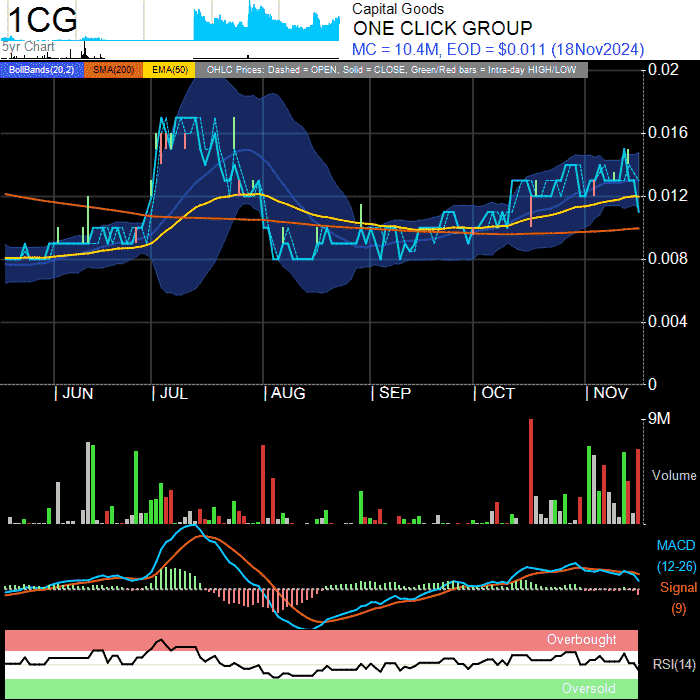 1CG
5yr Chart
Capital Goods
ONE CLICK GROUP
MC = 10.4M, EOD = $0.011 (18Nov2024)
BollBands(20,2) SMA(200) EMA(50) OHLC Prices: Dashed = OPEN, Solid = CLOSE, Green/Red bars = Intra-day HIGH/LOW
0.02
0.016
0.012
0.008
0.004
0
JUN JUL AUG SEP OCT NOV
9M
Volume
MACD
(12-26)
Signal
(9)
Overbought
RSI(14)
Oversold